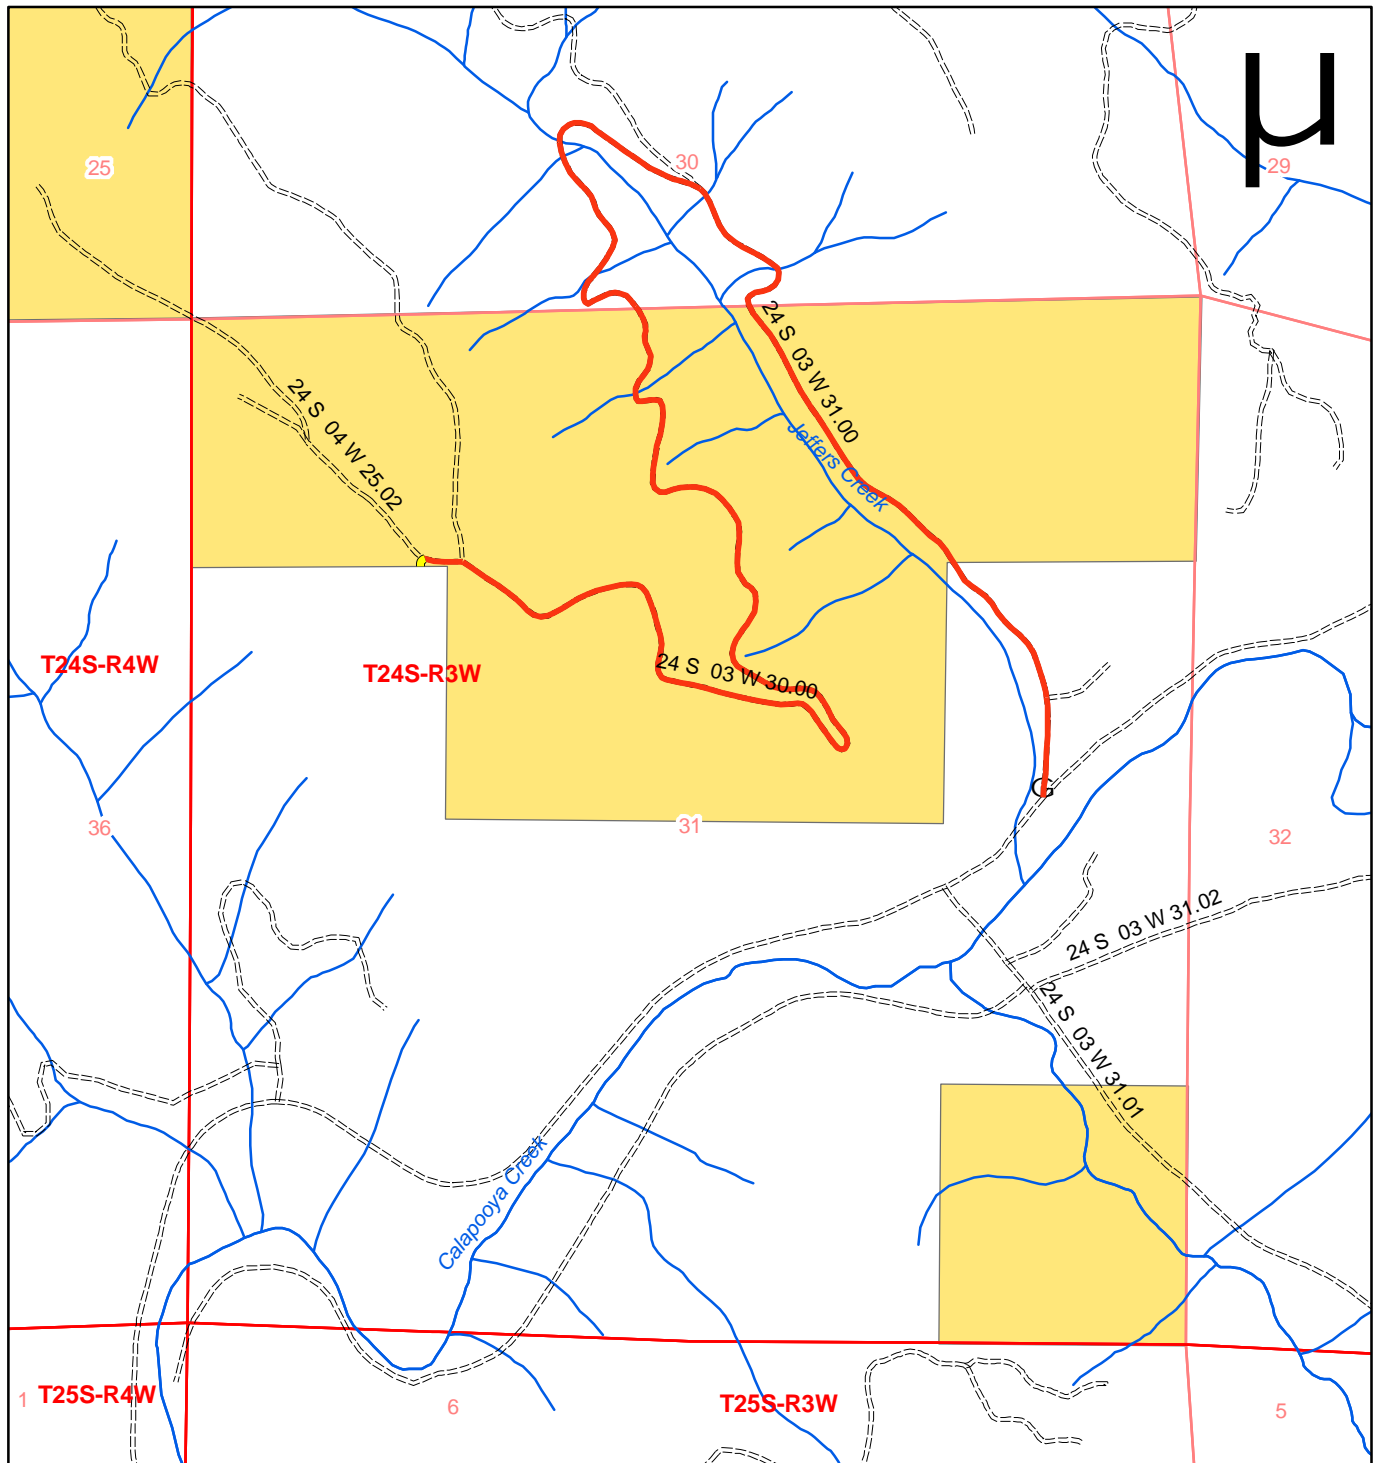 µ
25
30
29
24 S 03 W 31.00
24 S 04 W 25.02
Jeffers Creek
T24S-R4W
T24S-R3W
24 S 03 W 30.00
G
36
31
32
24 S 03 W 31.02
24 S 03 W 31.01
Calapooya Creek
1
T25S-R4W
6
T25S-R3W
5